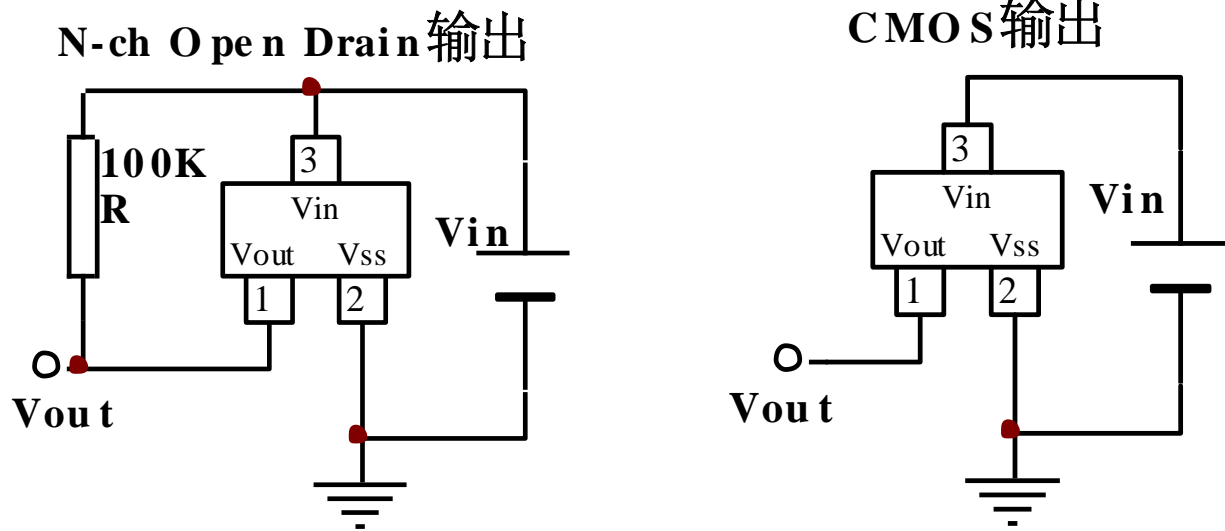 N-ch Open Drain输出
3
100K
R
Vin
Vin
Vout Vss
1 2
Vout
CMOS输出
3
Vin
Vin
Vout Vss
1 2
Vout